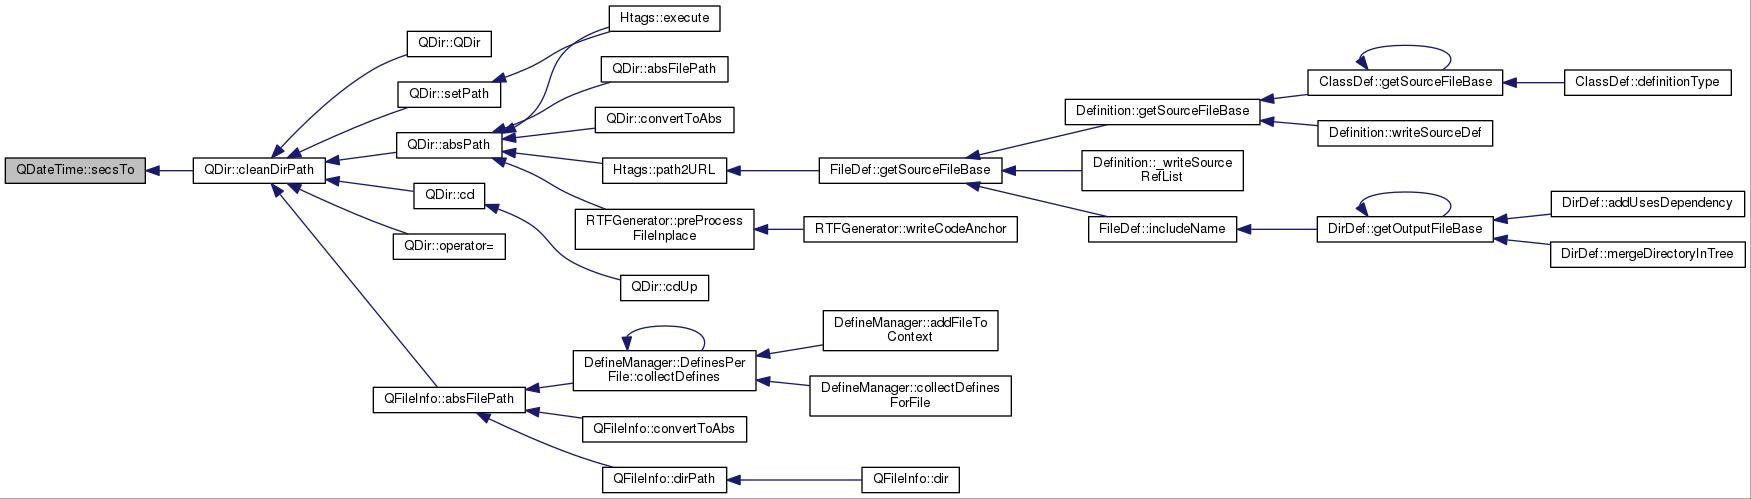 QDateTime::secsTo
QDir::cleanDirPath
QDir::QDir
QDir::setPath
QDir::absPath
QDir::cd
QDir::operator=
QFileInfo::absFilePath
Htags::execute
QDir::absFilePath
QDir::convertToAbs
Htags::path2URL
RTFGenerator::preProcess
FileInplace
QDir::cdUp
DefineManager::DefinesPer
File::collectDefines
QFileInfo::convertToAbs
QFileInfo::dirPath
FileDef::getSourceFileBase
RTFGenerator::writeCodeAnchor
DefineManager::addFileTo
Context
DefineManager::collectDefines
ForFile
QFileInfo::dir
Definition::getSourceFileBase
Definition::_writeSource
RefList
FileDef::includeName
ClassDef::getSourceFileBase
Definition::writeSourceDef
DirDef::getOutputFileBase
ClassDef::definitionType
DirDef::addUsesDependency
DirDef::mergeDirectoryInTree